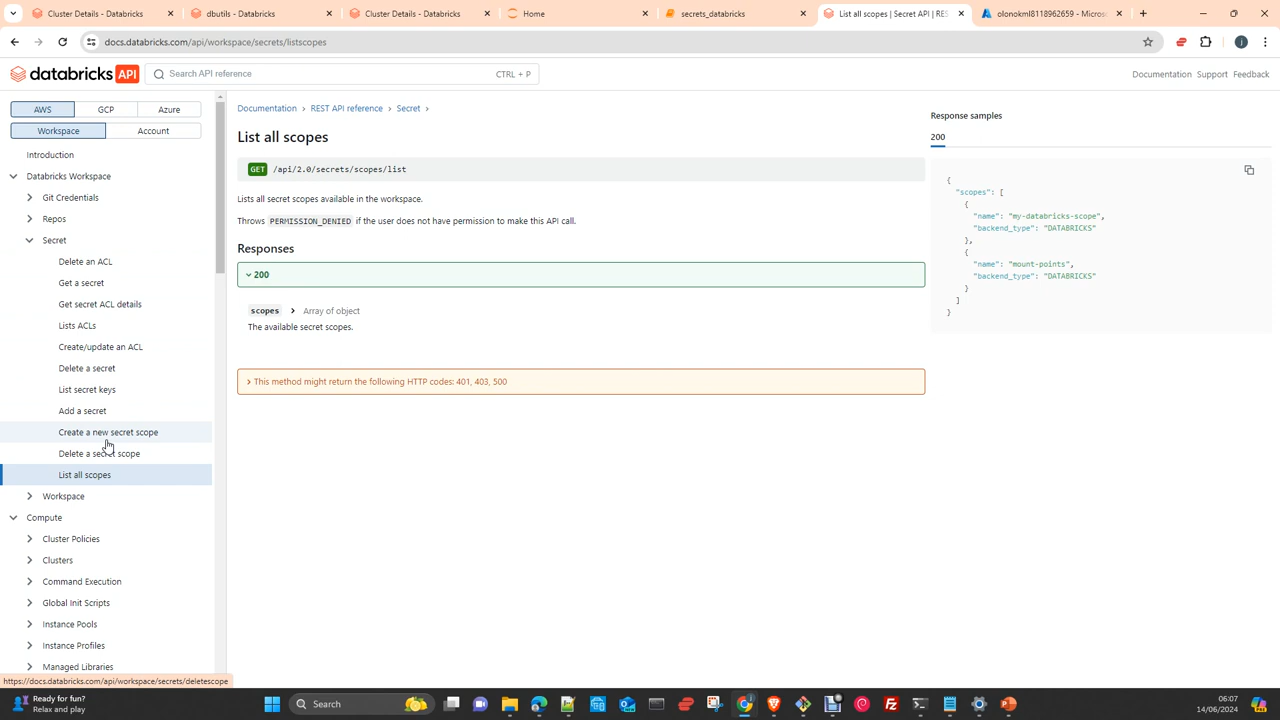 Cluster Details - Databricks
dbutils - Databricks
Cluster Details - Databricks
Home
secrets_databricks
List all scopes | Secret API | RES
olonokml8118962659 - Micros
docs.databricks.com/api/workspace/secrets/listscopes
databricks API
Search API reference
CTRL + P
Documentation
Support
Feedback
AWS
GCP
Azure
Workspace
Account
Introduction
Databricks Workspace
Git Credentials
Repos
Secret
Delete an ACL
Get a secret
Get secret ACL details
Lists ACLs
Create/update an ACL
Delete a secret
List secret keys
Add a secret
Create a new secret scope
Delete a secret scope
List all scopes
Workspace
Compute
Cluster Policies
Clusters
Command Execution
Global Init Scripts
Instance Pools
Instance Profiles
Managed Libraries
https://docs.databricks.com/api/workspace/secrets/deletescope
Documentation
REST API reference
Secret
List all scopes
GET /api/2.0/secrets/scopes/list
Lists all secret scopes available in the workspace.
Throws PERMISSION_DENIED if the user does not have permission to make this API call.
Responses
200
scopes Array of object
The available secret scopes.
This method might return the following HTTP codes: 401, 403, 500
Response samples
200
{
"scopes": [
{
"name": "my-databricks-scope",
"backend_type": "DATABRICKS"
},
{
"name": "mount-points",
"backend_type": "DATABRICKS"
}
]
}
Ready for fun?
Relax and play
Search
06:07
14/06/2024